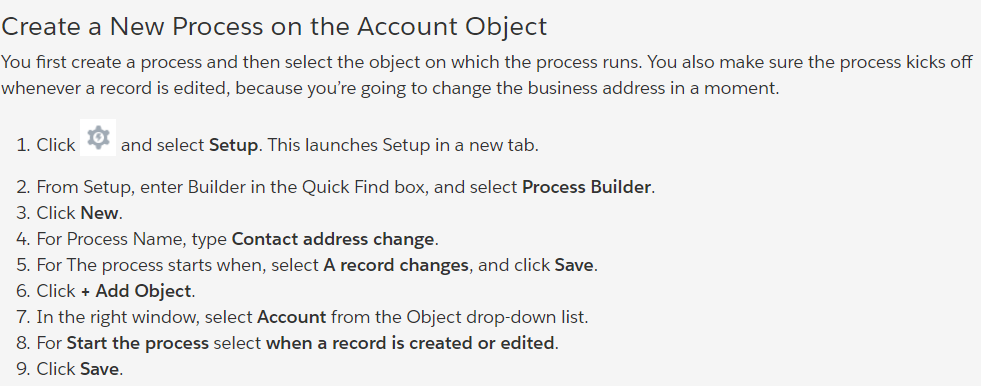 Create a New Process on the Account Object
You first create a process and then select the object on which the process runs. You also make sure the process kicks off
whenever a record is edited, because you're going to change the business address in a moment.
1. Click and select Setup. This launches Setup in a new tab.
2. From Setup, enter Builder in the Quick Find box, and select Process Builder.
3. Click New.
4. For Process Name, type Contact address change.
5. For The process starts when, select A record changes, and click Save.
6. Click + Add Object.
7. In the right window, select Account from the Object drop-down list.
8. For Start the process select when a record is created or edited.
9. Click Save.